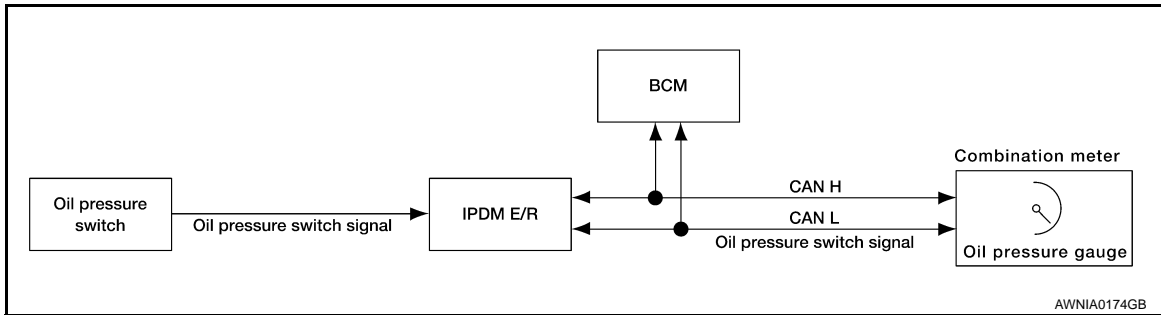 BCM
Combination meter
Oil pressure
switch
Oil pressure switch signal
IPDM E/R
CAN H
CAN L
Oil pressure switch signal
Oil pressure gauge
AWNIA0174GB